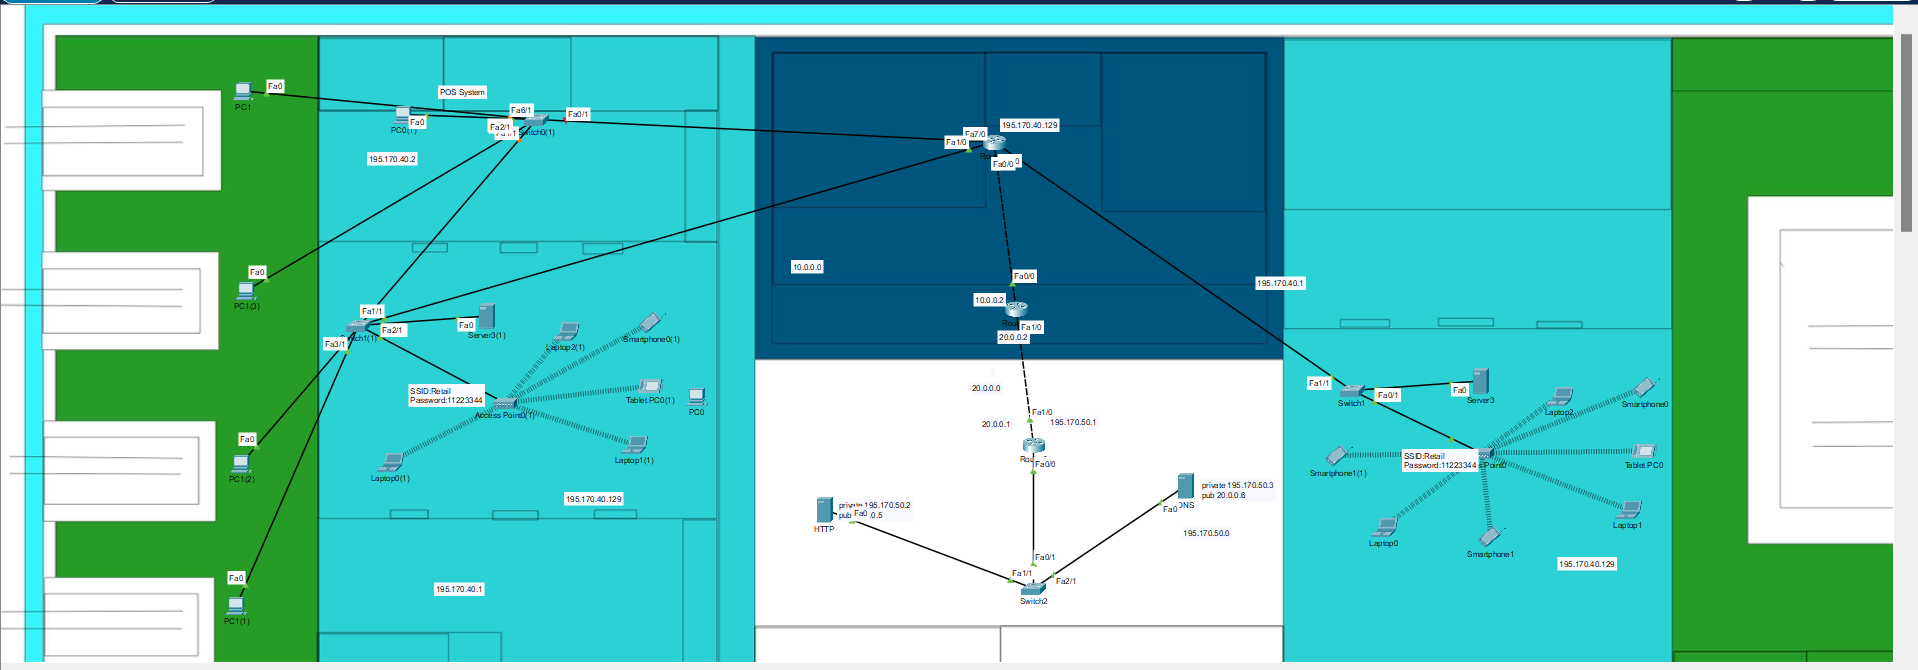 Fa0
PC1
POS System
PC0(1)
Fa0
Fa6/1
Fa2/1
Fa0/1
195.170.40.2
Fa7/0
Fa1/0
195.170.40.129
Fa0/0
Fa0
PC1(3)
10.0.0.0
Fa0/0
10.0.0.2
Fa1/0
20.0.0.2
195.170.40.1
Fa1/1
Fa2/1
Fa3/1
Fa0
Server3(1)
Laptop2(1)
Smartphone0(1)
SSID:Retail
Password:11223344
Access Point0(1)
Tablet PC0(1)
PC0
Laptop0(1)
Laptop1(1)
195.170.40.129
Fa0
PC1(2)
Fa0
PC1(1)
195.170.40.1
20.0.0.0
Fa1/0
20.0.0.1
195.170.50.1
Fa0/0
private 195.170.50.2
Fa0
HTTP
private 195.170.50.3
pub 20.0.0.6
Fa0
195.170.50.0
Fa0/1
Fa1/1
Fa2/1
Switch2
Fa1/1
Switch1
Fa0/1
Fa0
Server3
Laptop2
Smartphone0
SSID:Retail
Password:11223344
Smartphone1(1)
Tablet PC0
Laptop0
Smartphone1
Laptop1
195.170.40.129